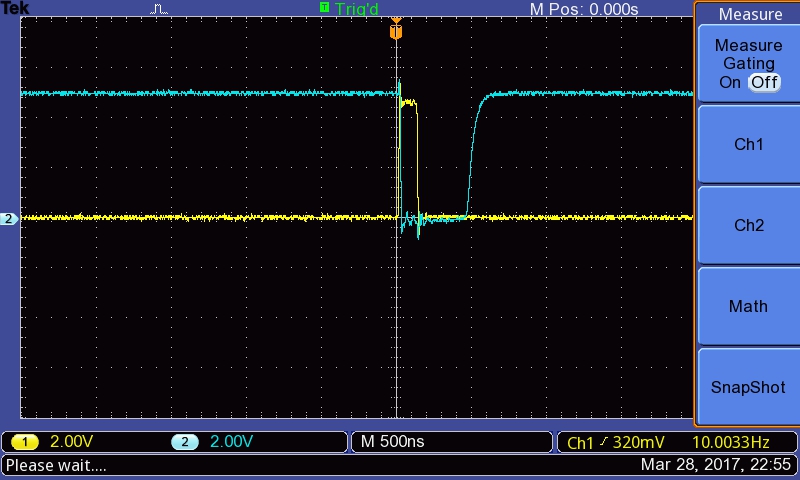 Tek
T Trig'd
M Pos: 0.000s
Measure
T
Measure
Gating
On Off
Ch1
2
Ch2
Math
SnapShot
1 2.00V
2 2.00V
M 500ns
Ch1 320mV
10.0033Hz
Please wait....
Mar 28, 2017, 22:55